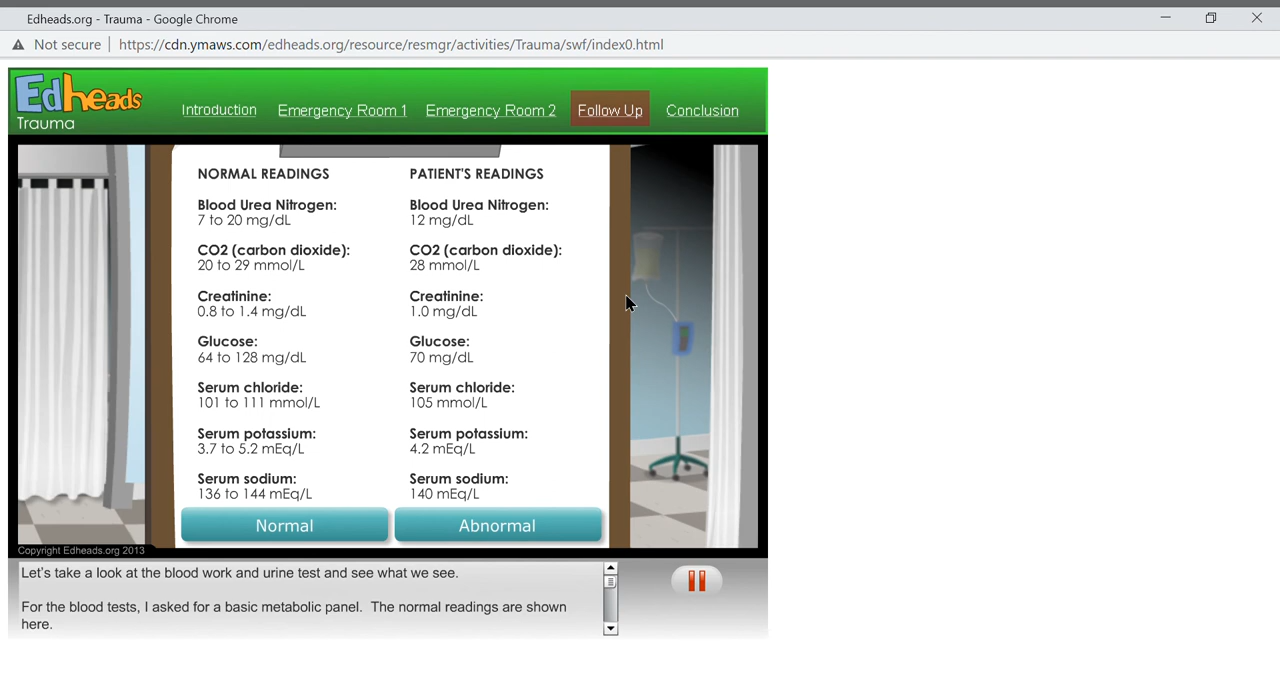 Edheads.org - Trauma - Google Chrome
Not secure | https://cdn.ymaws.com/edheads.org/resource/resmgr/activities/Trauma/swf/index0.html
Edheads
Trauma
Introduction Emergency Room 1 Emergency Room 2 Follow Up Conclusion
NORMAL READINGS PATIENT'S READINGS
Blood Urea Nitrogen: Blood Urea Nitrogen:
7 to 20 mg/dL 12 mg/dL
CO2 (carbon dioxide): CO2 (carbon dioxide):
20 to 29 mmol/L 28 mmol/L
Creatinine: Creatinine:
0.8 to 1.4 mg/dL 1.0 mg/dL
Glucose: Glucose:
64 to 128 mg/dL 70 mg/dL
Serum chloride: Serum chloride:
101 to 111 mmol/L 105 mmol/L
Serum potassium: Serum potassium:
3.7 to 5.2 mEq/L 4.2 mEq/L
Serum sodium: Serum sodium:
136 to 144 mEq/L 140 mEq/L
Normal Abnormal
Copyright Edheads.org 2013
Let's take a look at the blood work and urine test and see what we see.
For the blood tests, I asked for a basic metabolic panel. The normal readings are shown
here.